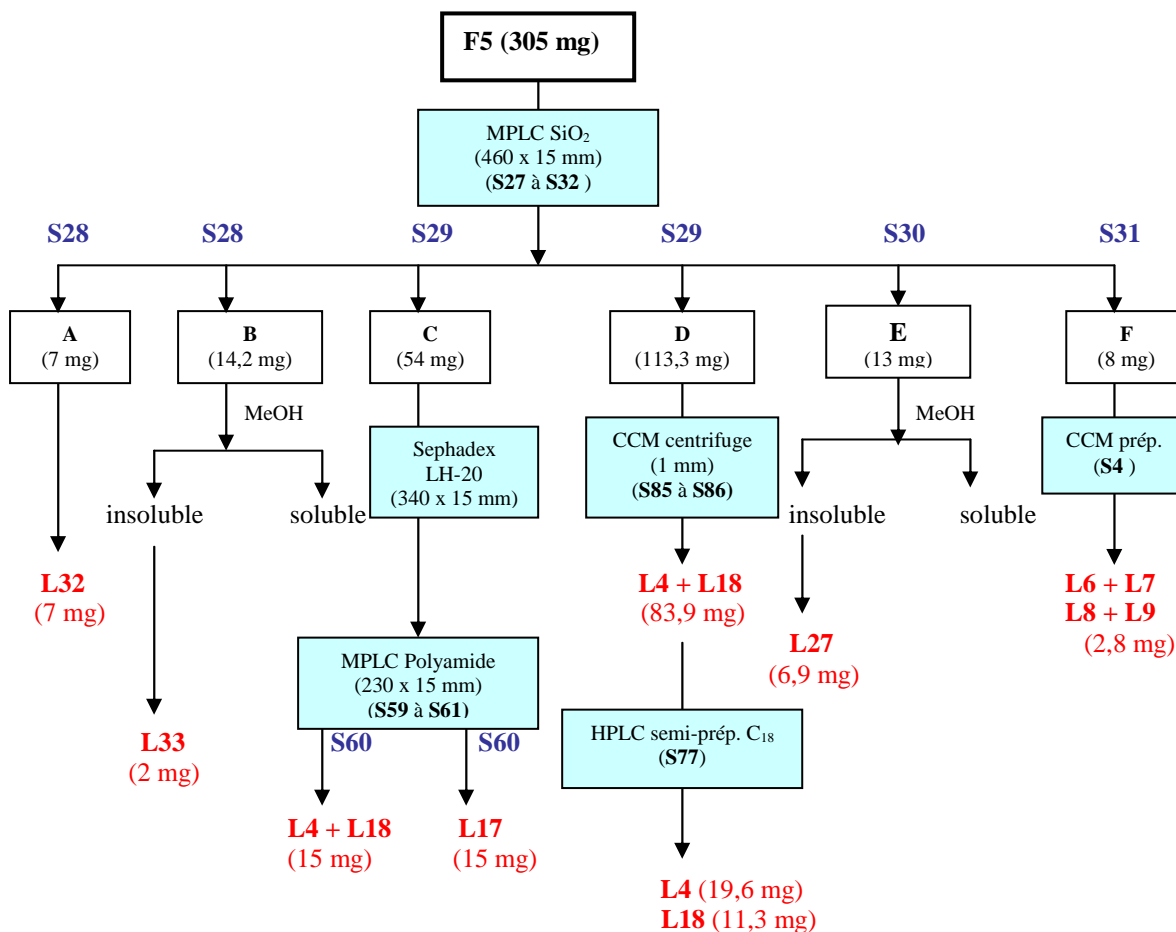 F5 (305 mg)
MPLC SiO₂
(460 x 15 mm)
(S27 à S32 )
S28
S28
S29
S29
S30
S31
A
(7 mg)
B
(14,2 mg)
C
(54 mg)
D
(113,3 mg)
E
(13 mg)
F
(8 mg)
MeOH
MeOH
Sephadex
LH-20
(340 x 15 mm)
CCM centrifuge
(1 mm)
(S85 à S86)
CCM prép.
(S4 )
insoluble
soluble
insoluble
soluble
L32
(7 mg)
L4 + L18
(83,9 mg)
L6 + L7
L8 + L9
(2,8 mg)
L27
(6,9 mg)
MPLC Polyamide
(230 x 15 mm)
(S59 à S61)
L33
(2 mg)
S60
S60
HPLC semi-prép. C₁₈
(S77)
L4 + L18
(15 mg)
L17
(15 mg)
L4 (19,6 mg)
L18 (11,3 mg)